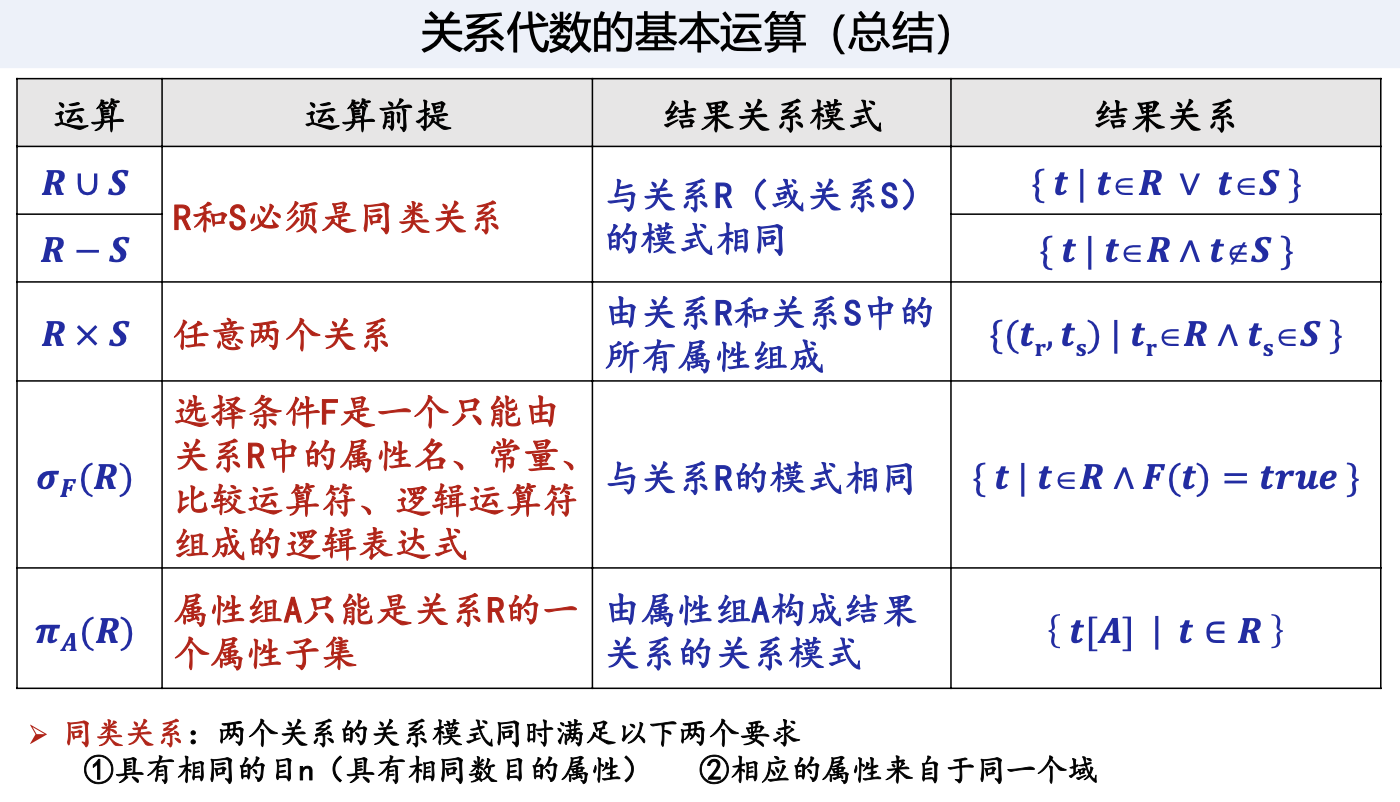 关系代数的基本运算（总结）
运算
运算前提
结果关系模式
结果关系
R ∪ S
R和S必须是同类关系
与关系R（或关系S）
的模式相同
{ t | t∈R ∨ t∈S }
R − S
{ t | t∈R ∧ t∉S }
R × S
任意两个关系
由关系R和关系S中的
所有属性组成
{(tr, ts) | tr∈R ∧ ts∈S }
σF(R)
选择条件F是一个只能由
关系R中的属性名、常量、
比较运算符、逻辑运算符
组成的逻辑表达式
与关系R的模式相同
{ t | t∈R ∧ F(t) = true }
πA(R)
属性组A只能是关系R的一
个属性子集
由属性组A构成结果
关系的关系模式
{ t[A] | t ∈ R }
➢ 同类关系：两个关系的关系模式同时满足以下两个要求
①具有相同的目n（具有相同数目的属性） ②相应的属性来自于同一个域